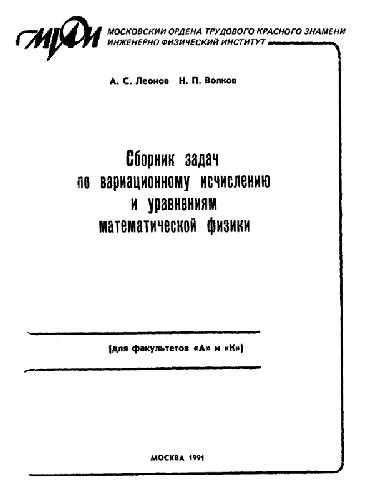 МИФИ
МОСКОВСКИЙ ОРДЕНА ТРУДОВОГО КРАСНОГО ЗНАМЕНИ
ИНЖЕНЕРНО ФИЗИЧЕСКИЙ ИНСТИТУТ
А. С. Леонов Н. П. Волков
Сборник задач
по вариационному исчислению
и уравнениям
математической физики
(для факультетов «А» и «К»)
МОСКВА 1991